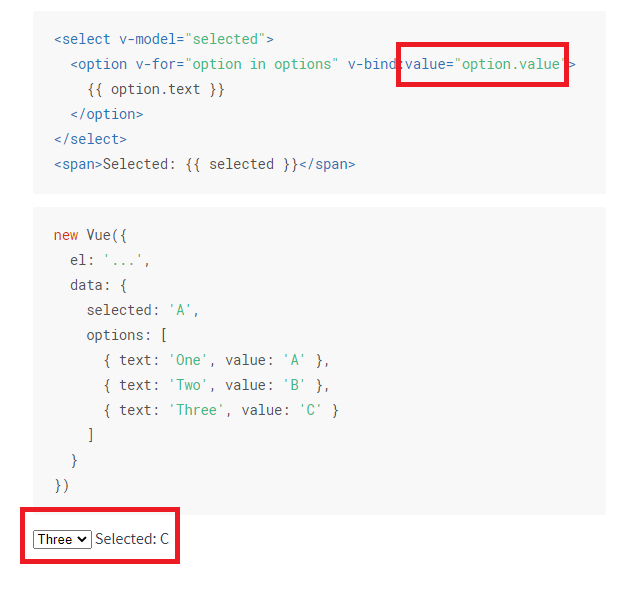 <select v-model="selected">
<option v-for="option in options" v-bind:value="option.value">
{{ option.text }}
</option>
</select>
<span>Selected: {{ selected }}</span>
new Vue({
el: '...',
data: {
selected: 'A',
options: [
{ text: 'One', value: 'A' },
{ text: 'Two', value: 'B' },
{ text: 'Three', value: 'C' }
]
}
})
Three Selected: C